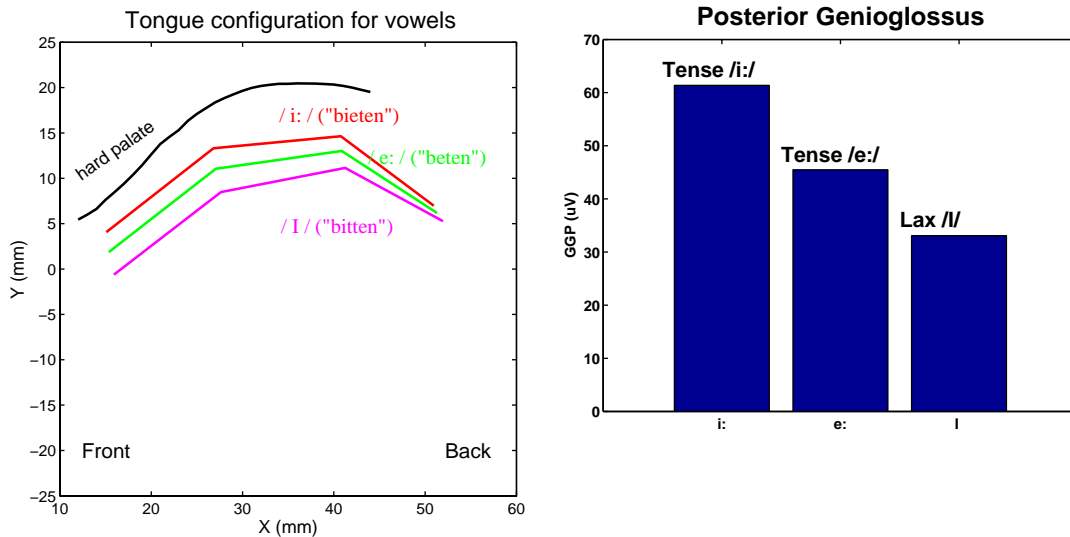 Tongue configuration for vowels
25
20
15
10
5
0
−5
−10
−15
−20
−25
Y (mm)
hard palate
/ i: / ("bieten")
/ e: / ("beten")
/ I / ("bitten")
Front
Back
10
20
30
40
50
60
X (mm)
Posterior Genioglossus
70
60
50
40
30
20
10
0
GGP (uV)
Tense /i:/
Tense /e:/
Lax /I/
i:
e:
I